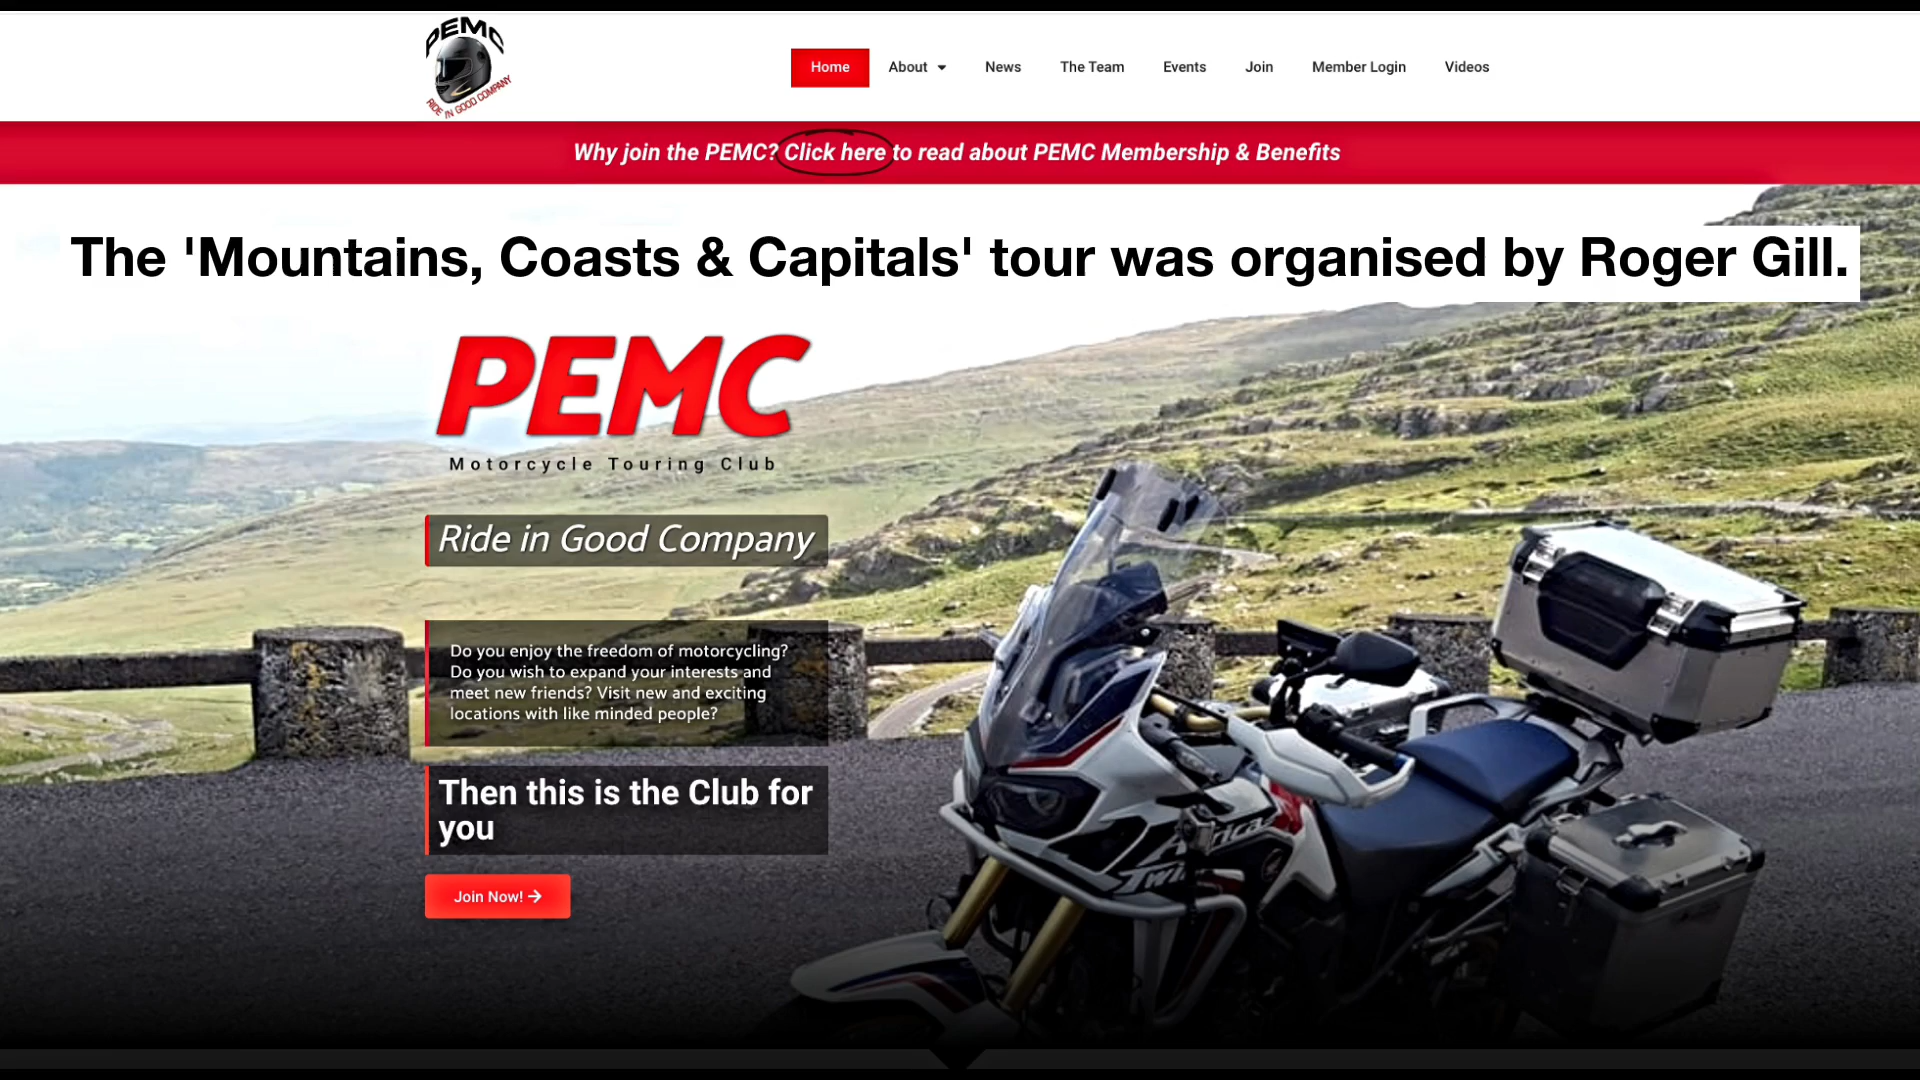 PEMC
RIDE IN GOOD COMPANY
Home
About
News
The Team
Events
Join
Member Login
Videos
Why join the PEMC? Click here to read about PEMC Membership & Benefits
The 'Mountains, Coasts & Capitals' tour was organised by Roger Gill.
PEMC
Motorcycle Touring Club
Ride in Good Company
Do you enjoy the freedom of motorcycling?
Do you wish to expand your interests and
meet new friends? Visit new and exciting
locations with like minded people?
Then this is the Club for
you
Join Now!